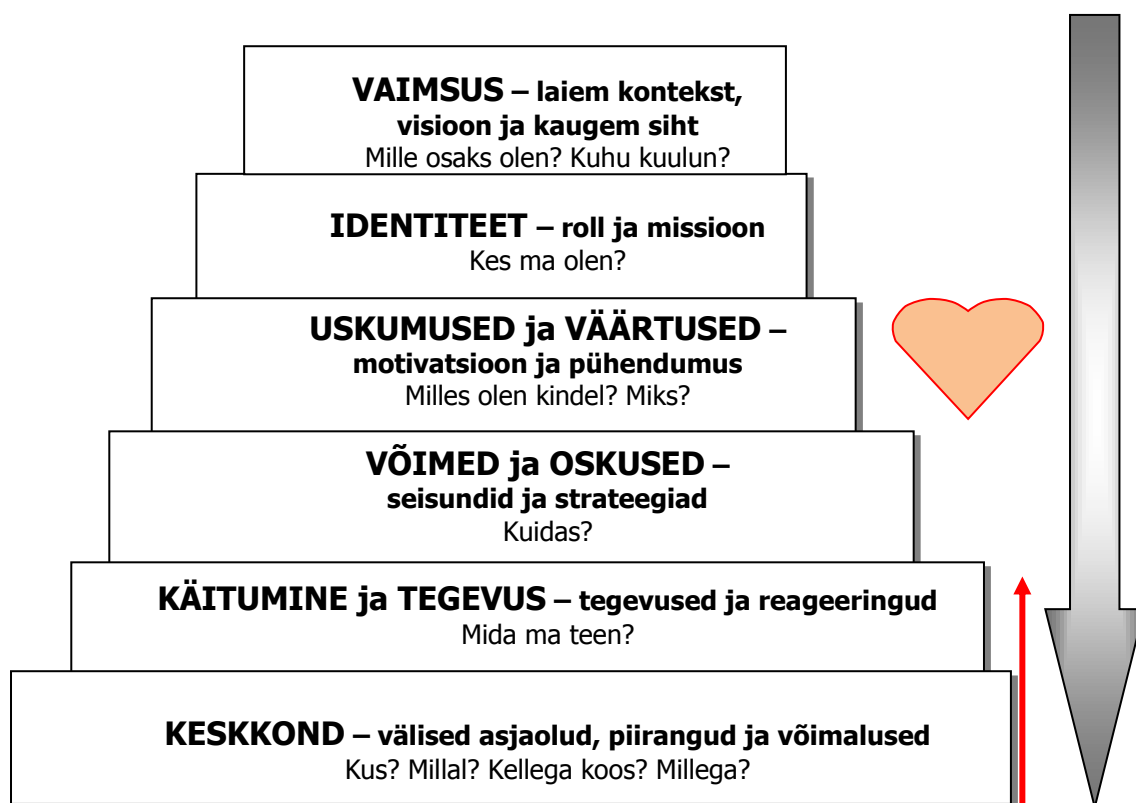 VAIMSUS – laiem kontekst,
visioon ja kaugem siht
Mille osaks olen? Kuhu kuulun?
IDENTITEET – roll ja missioon
Kes ma olen?
USKUMUSED ja VÄÄRTUSED –
motivatsioon ja pühendumus
Milles olen kindel? Miks?
VÕIMED ja OSKUSED –
seisundid ja strateegiad
Kuidas?
KÄITUMINE ja TEGEVUS – tegevused ja reageeringud
Mida ma teen?
KESKKOND – välised asjaolud, piirangud ja võimalused
Kus? Millal? Kellega koos? Millega?